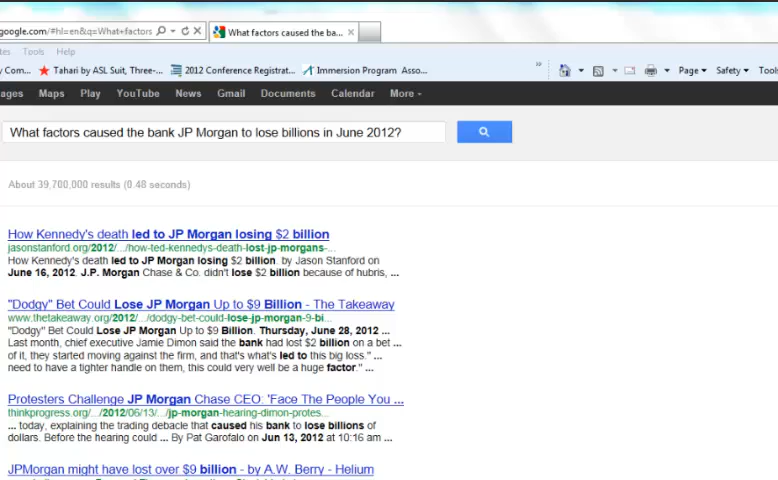 google.com/#hl=en&q=What+factors
What factors caused the ba...
Tools Help
Com... Tahari by ASL Suit, Three-... 2012 Conference Registrat... Immersion Program Asso...
Page Safety Tools
ages Maps Play YouTube News Gmail Documents Calendar More
What factors caused the bank JP Morgan to lose billions in June 2012?
About 39,700,000 results (0.48 seconds)
How Kennedy's death led to JP Morgan losing $2 billion
jasonstanford.org/2012/.../how-ted-kennedys-death-lost-jp-morgans-...
How Kennedy's death led to JP Morgan losing $2 billion. by Jason Stanford on
June 16, 2012. J.P. Morgan Chase & Co. didn't lose $2 billion because of hubris, ...
"Dodgy" Bet Could Lose JP Morgan Up to $9 Billion - The Takeaway
www.thetakeaway.org/2012/.../dodgy-bet-could-lose-jp-morgan-9-bi...
"Dodgy" Bet Could Lose JP Morgan Up to $9 Billion. Thursday, June 28, 2012 ...
Last month, chief executive Jamie Dimon said the bank had lost $2 billion on a bet ...
of it, they started moving against the firm, and that's what's led to this big loss." ...
need to have a tighter handle on them, this could very well be a huge factor." ...
Protesters Challenge JP Morgan Chase CEO: 'Face The People You ...
thinkprogress.org/.../2012/06/13/.../jp-morgan-hearing-dimon-protes...
... today, explaining the trading debacle that caused his bank to lose billions of
dollars. Before the hearing could ... By Pat Garofalo on Jun 13, 2012 at 10:16 am ...
JPMorgan might have lost over $9 billion - by A.W. Berry - Helium